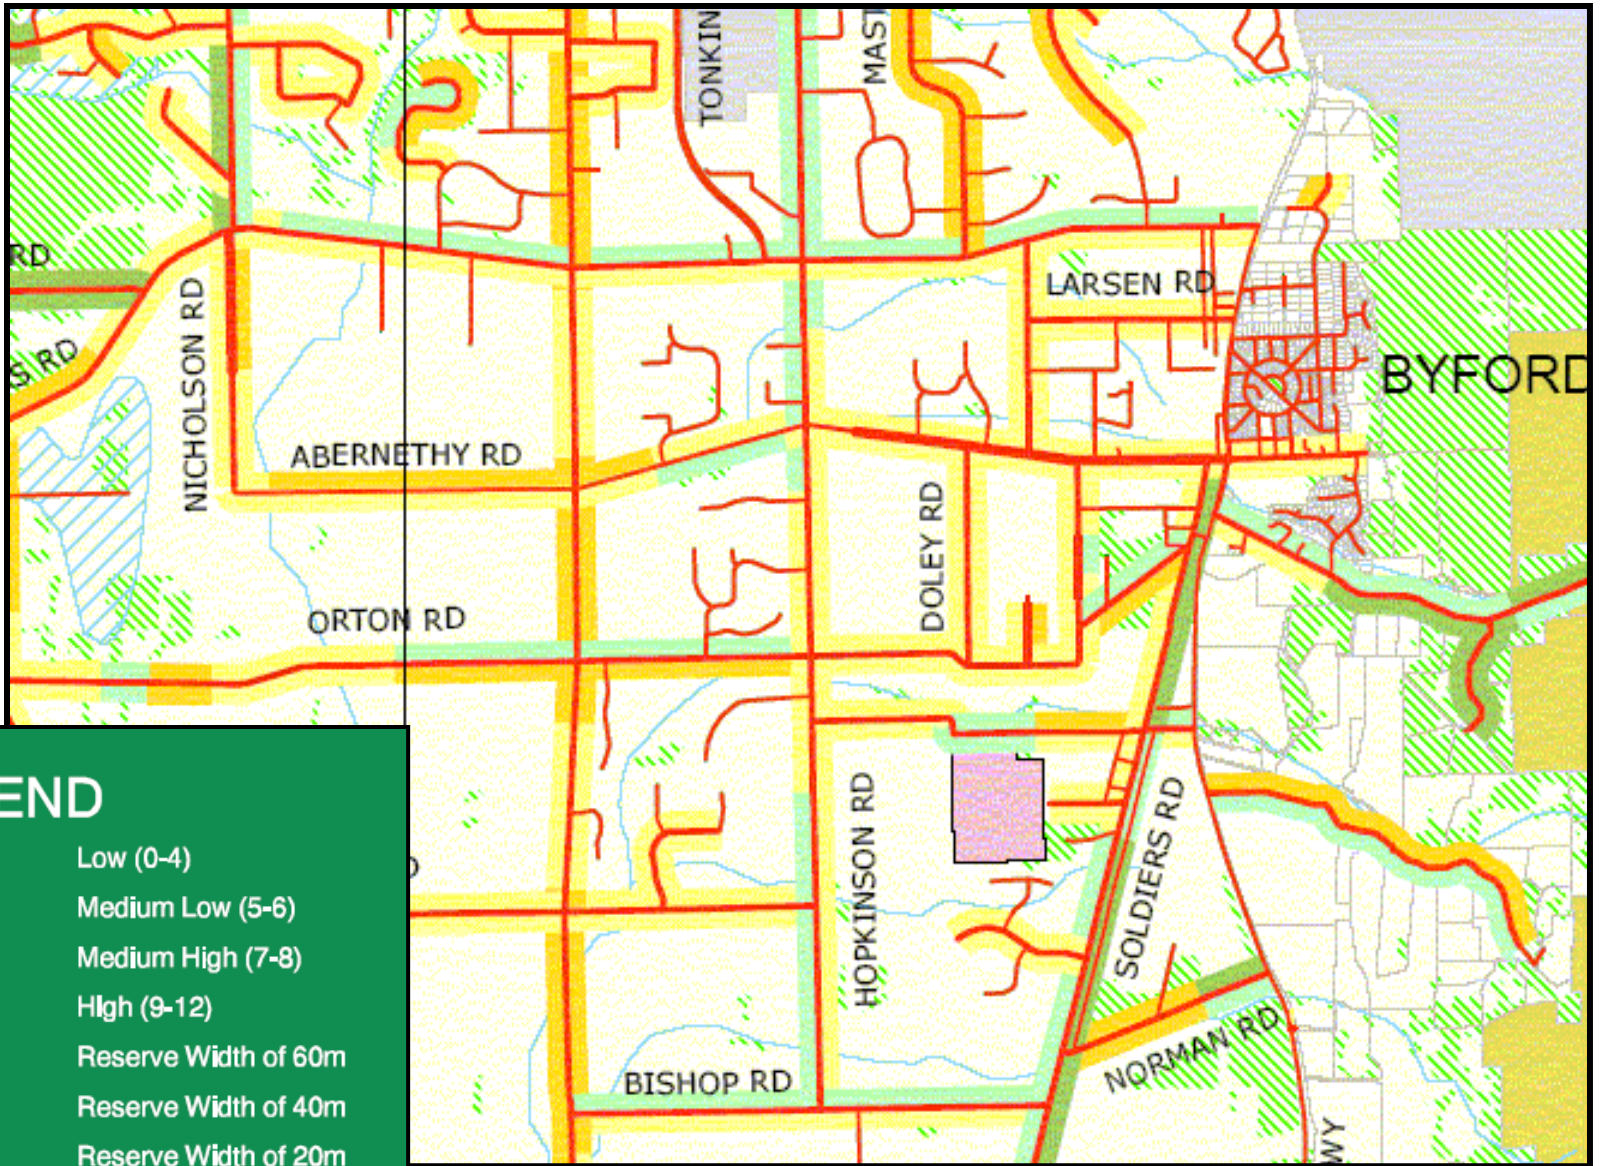 TONKIN
MAST
RD
LARSEN RD
NICHOLSON RD
S RD
BYFORD
ABERNETHY RD
DOLEY RD
ORTON RD
END
Low (0-4)
Medium Low (5-6)
Medium High (7-8)
HIgh (9-12)
Reserve Width of 60m
Reserve Width of 40m
Reserve Width of 20m
HOPKINSON RD
SOLDIERS RD
NORMAN RD
BISHOP RD
WY